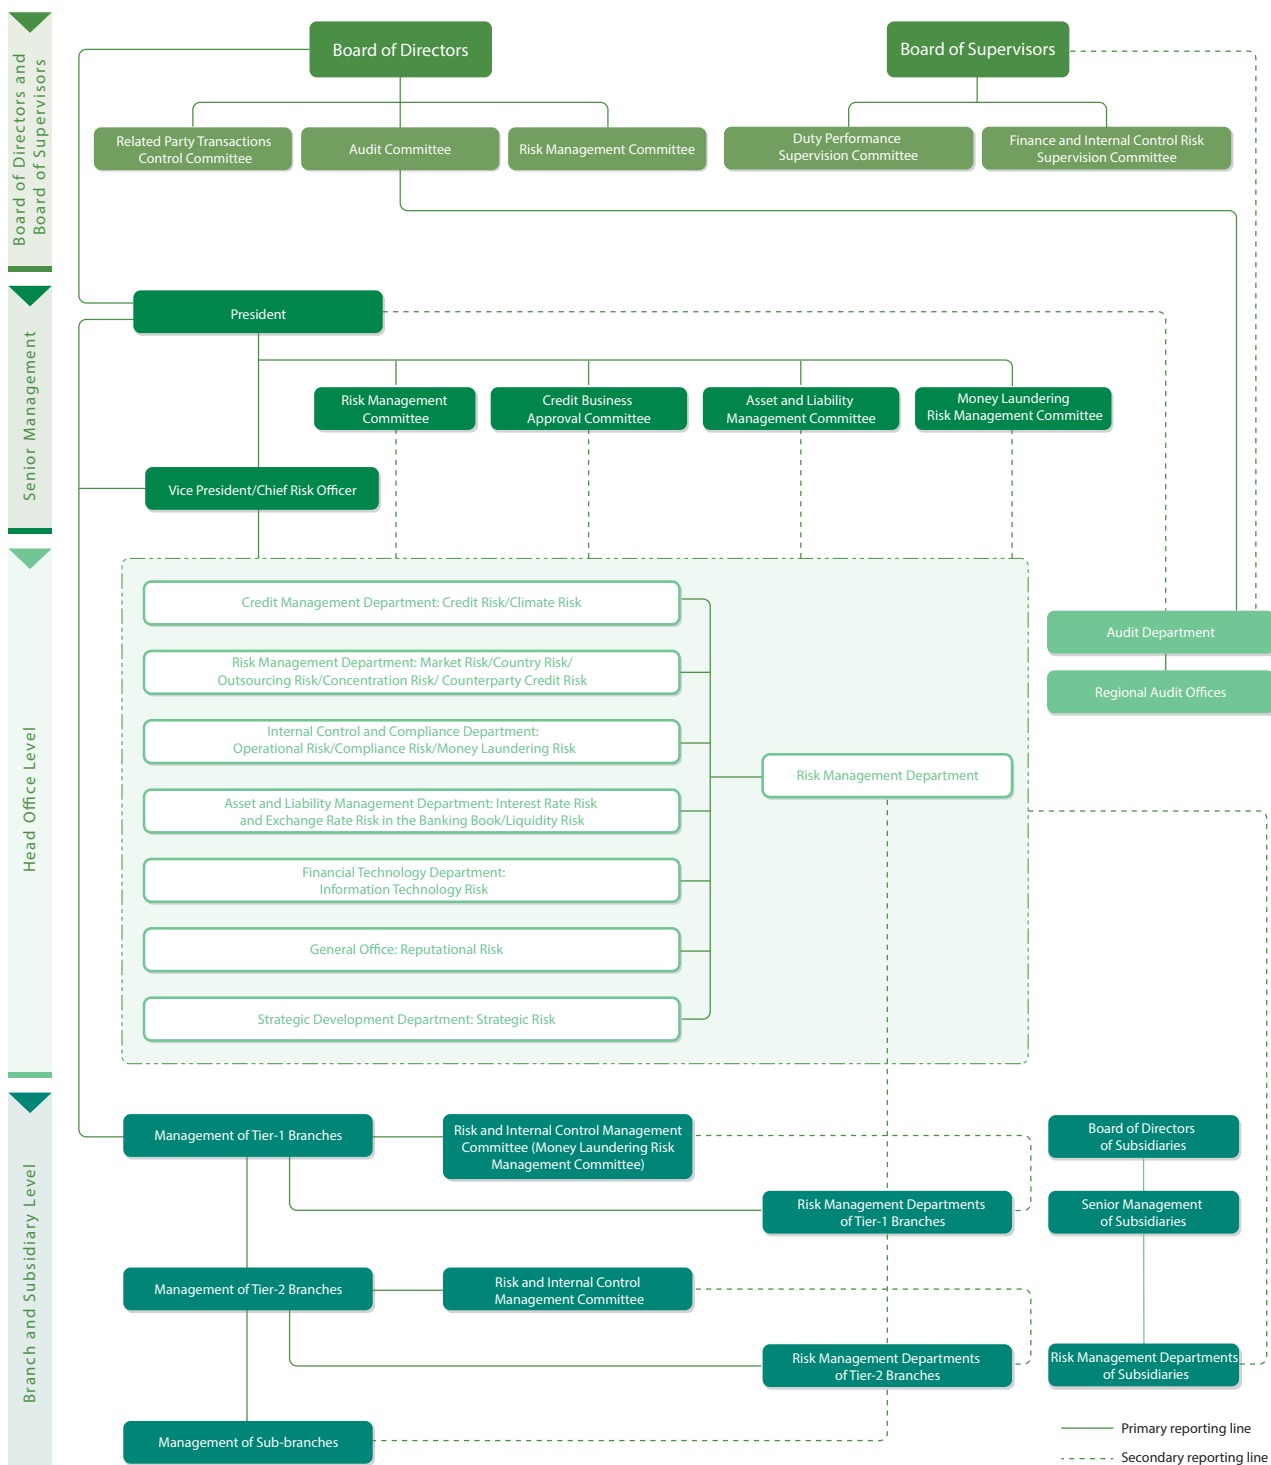 Board of Directors and
Board of Supervisors
Board of Directors
Board of Supervisors
Related Party Transactions
Control Committee
Audit Committee
Risk Management Committee
Duty Performance
Supervision Committee
Finance and Internal Control Risk
Supervision Committee
Senior Management
President
Risk Management
Committee
Credit Business
Approval Committee
Asset and Liability
Management Committee
Money Laundering
Risk Management Committee
Vice President/Chief Risk Officer
Head Office Level
Credit Management Department: Credit Risk/Climate Risk
Risk Management Department: Market Risk/Country Risk/
Outsourcing Risk/Concentration Risk/ Counterparty Credit Risk
Internal Control and Compliance Department:
Operational Risk/Compliance Risk/Money Laundering Risk
Asset and Liability Management Department: Interest Rate Risk
and Exchange Rate Risk in the Banking Book/Liquidity Risk
Financial Technology Department:
Information Technology Risk
General Office: Reputational Risk
Strategic Development Department: Strategic Risk
Risk Management Department
Audit Department
Regional Audit Offices
Branch and Subsidiary Level
Management of Tier-1 Branches
Risk and Internal Control Management
Committee (Money Laundering Risk
Management Committee)
Risk Management Departments
of Tier-1 Branches
Management of Tier-2 Branches
Risk and Internal Control
Management Committee
Risk Management Departments
of Tier-2 Branches
Management of Sub-branches
Board of Directors
of Subsidiaries
Senior Management
of Subsidiaries
Risk Management Departments
of Subsidiaries
Primary reporting line
Secondary reporting line